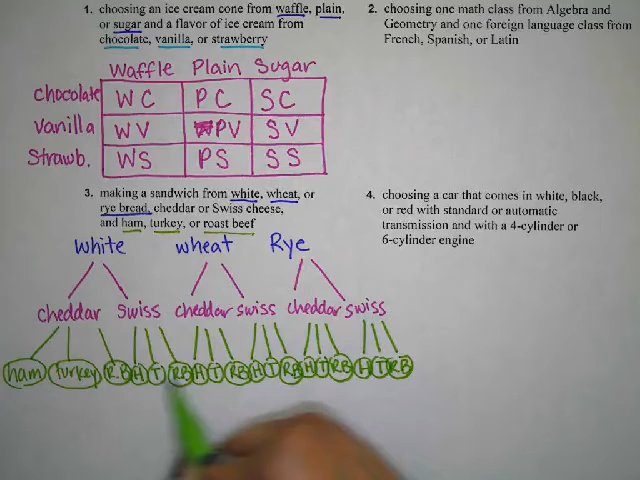 1. choosing an ice cream cone from waffle, plain,
or sugar and a flavor of ice cream from
chocolate, vanilla, or strawberry
2. choosing one math class from Algebra and
Geometry and one foreign language class from
French, Spanish, or Latin
Waffle Plain Sugar
chocolate WC PC SC
vanilla WV PV SV
Strawb. WS PS SS
3. making a sandwich from white, wheat, or
rye bread, cheddar or Swiss cheese,
and ham, turkey, or roast beef
4. choosing a car that comes in white, black,
or red with standard or automatic
transmission and with a 4-cylinder or
6-cylinder engine
white wheat Rye
cheddar swiss cheddar swiss cheddar swiss
ham turkey R.B H T RB H T RB H T RB H T RB H T RB